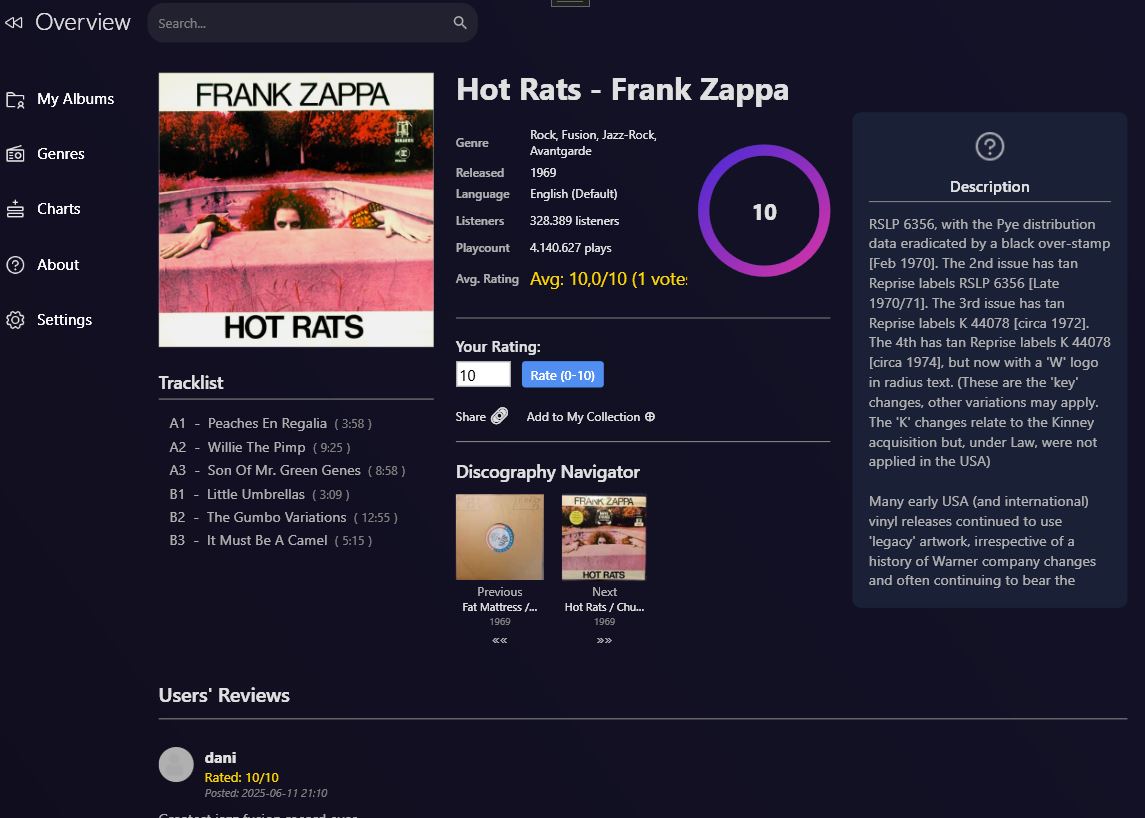 Overview
Search...
My Albums
Genres
Charts
About
Settings
FRANK ZAPPA
HOT RATS
Tracklist
A1 - Peaches En Regalia ( 3:58 )
A2 - Willie The Pimp ( 9:25 )
A3 - Son Of Mr. Green Genes ( 8:58 )
B1 - Little Umbrellas ( 3:09 )
B2 - The Gumbo Variations ( 12:55 )
B3 - It Must Be A Camel ( 5:15 )
Hot Rats - Frank Zappa
Genre Rock, Fusion, Jazz-Rock,
Avantgarde
Released 1969
Language English (Default)
Listeners 328.389 listeners
Playcount 4.140.627 plays
Avg. Rating Avg: 10,0/10 (1 votes
10
Your Rating:
10 Rate (0-10)
Share Add to My Collection ⊕
Discography Navigator
FRANK ZAPPA
HOT RATS
Previous
Fat Mattress /...
1969
««
Next
Hot Rats / Chu...
1969
»»
Description
RSLP 6356, with the Pye distribution
data eradicated by a black over-stamp
[Feb 1970]. The 2nd issue has tan
Reprise labels RSLP 6356 [Late
1970/71]. The 3rd issue has tan
Reprise labels K 44078 [circa 1972].
The 4th has tan Reprise labels K 44078
[circa 1974], but now with a 'W' logo
in radius text. (These are the 'key'
changes, other variations may apply.
The 'K' changes relate to the Kinney
acquisition but, under Law, were not
applied in the USA)
Many early USA (and international)
vinyl releases continued to use
'legacy' artwork, irrespective of a
history of Warner company changes
and often continuing to bear the
Users' Reviews
dani
Rated: 10/10
Posted: 2025-06-11 21:10
Greatest jazz fusion record ever